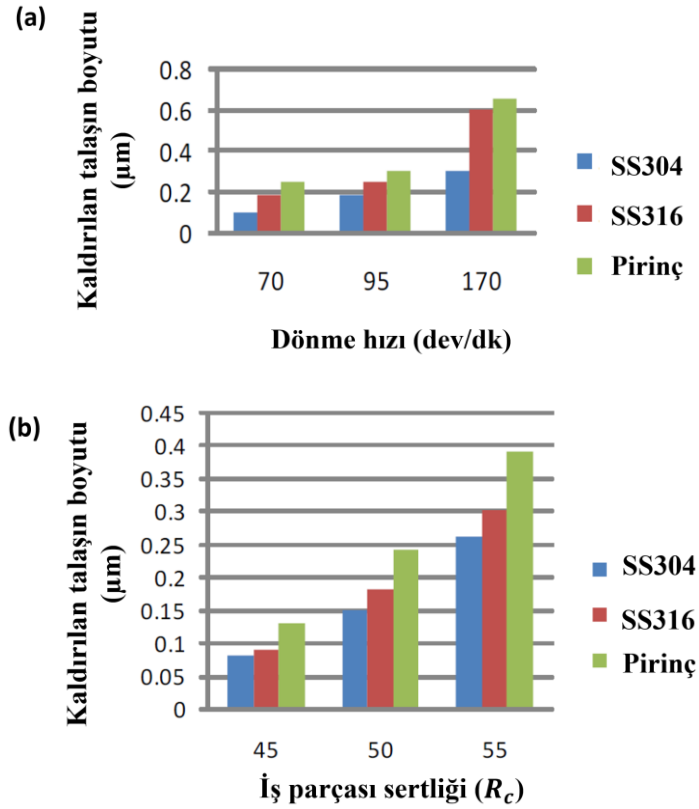 (a)
Kaldırılan talaşın boyutu
(μm)
0.8
0.6
0.4
0.2
0
70 95 170
Dönme hızı (dev/dk)
SS304
SS316
Pirinç
(b)
Kaldırılan talaşın boyutu
(μm)
0.45
0.4
0.35
0.3
0.25
0.2
0.15
0.1
0.05
0
45 50 55
İş parçası sertliği (R_c)
SS304
SS316
Pirinç